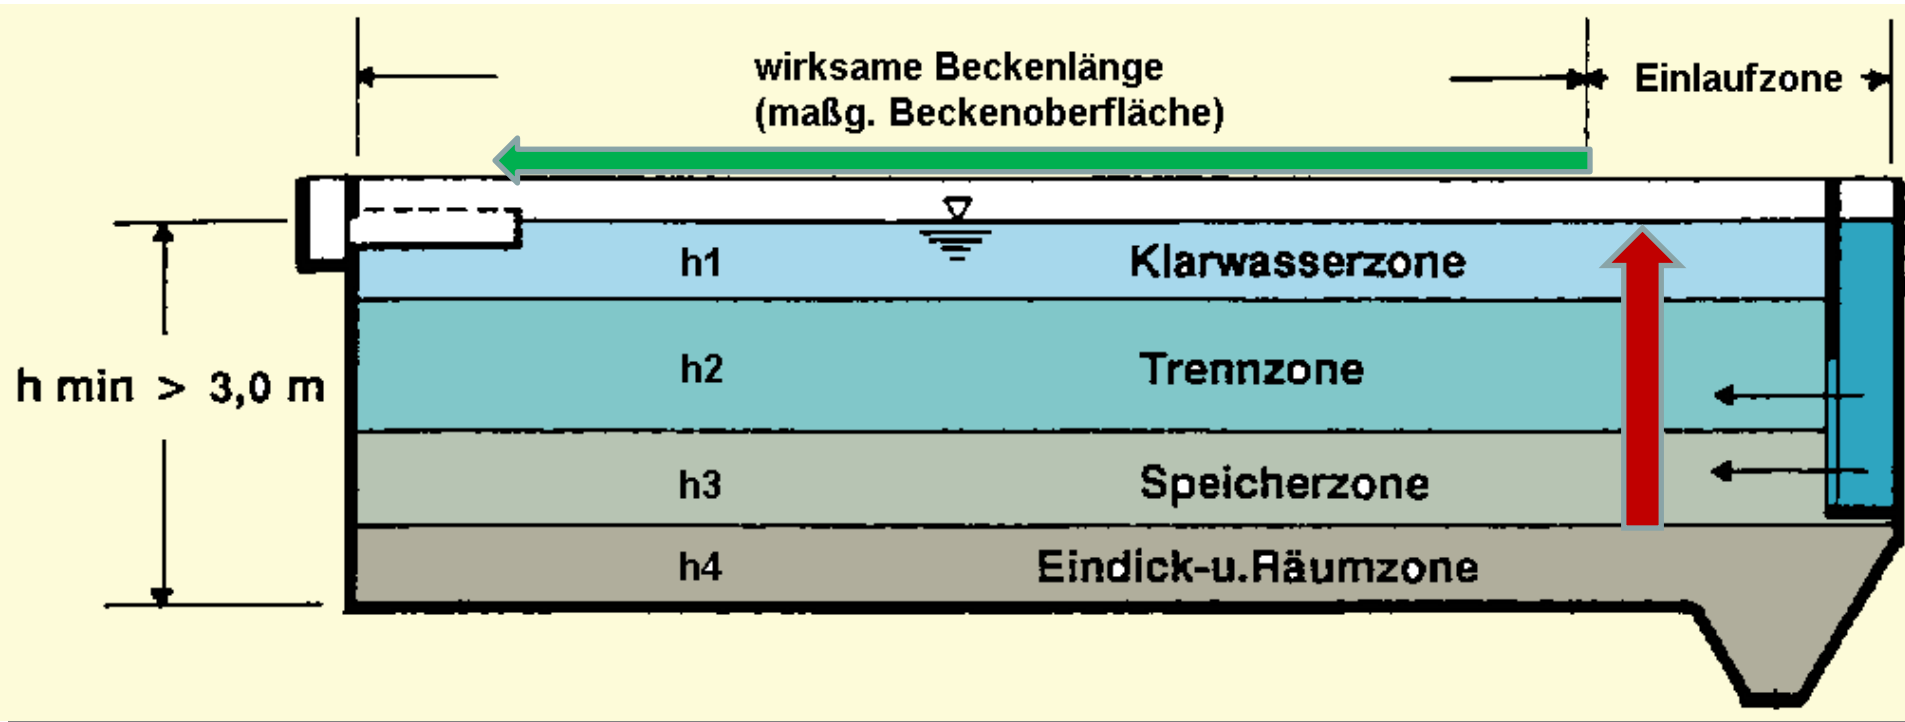 wirksame Beckenlänge
(maßg. Beckenoberfläche)
Einlaufzone
h1 Klarwasserzone
h2 Trennzone
h min > 3,0 m
h3 Speicherzone
h4 Eindick-u.Räumzone